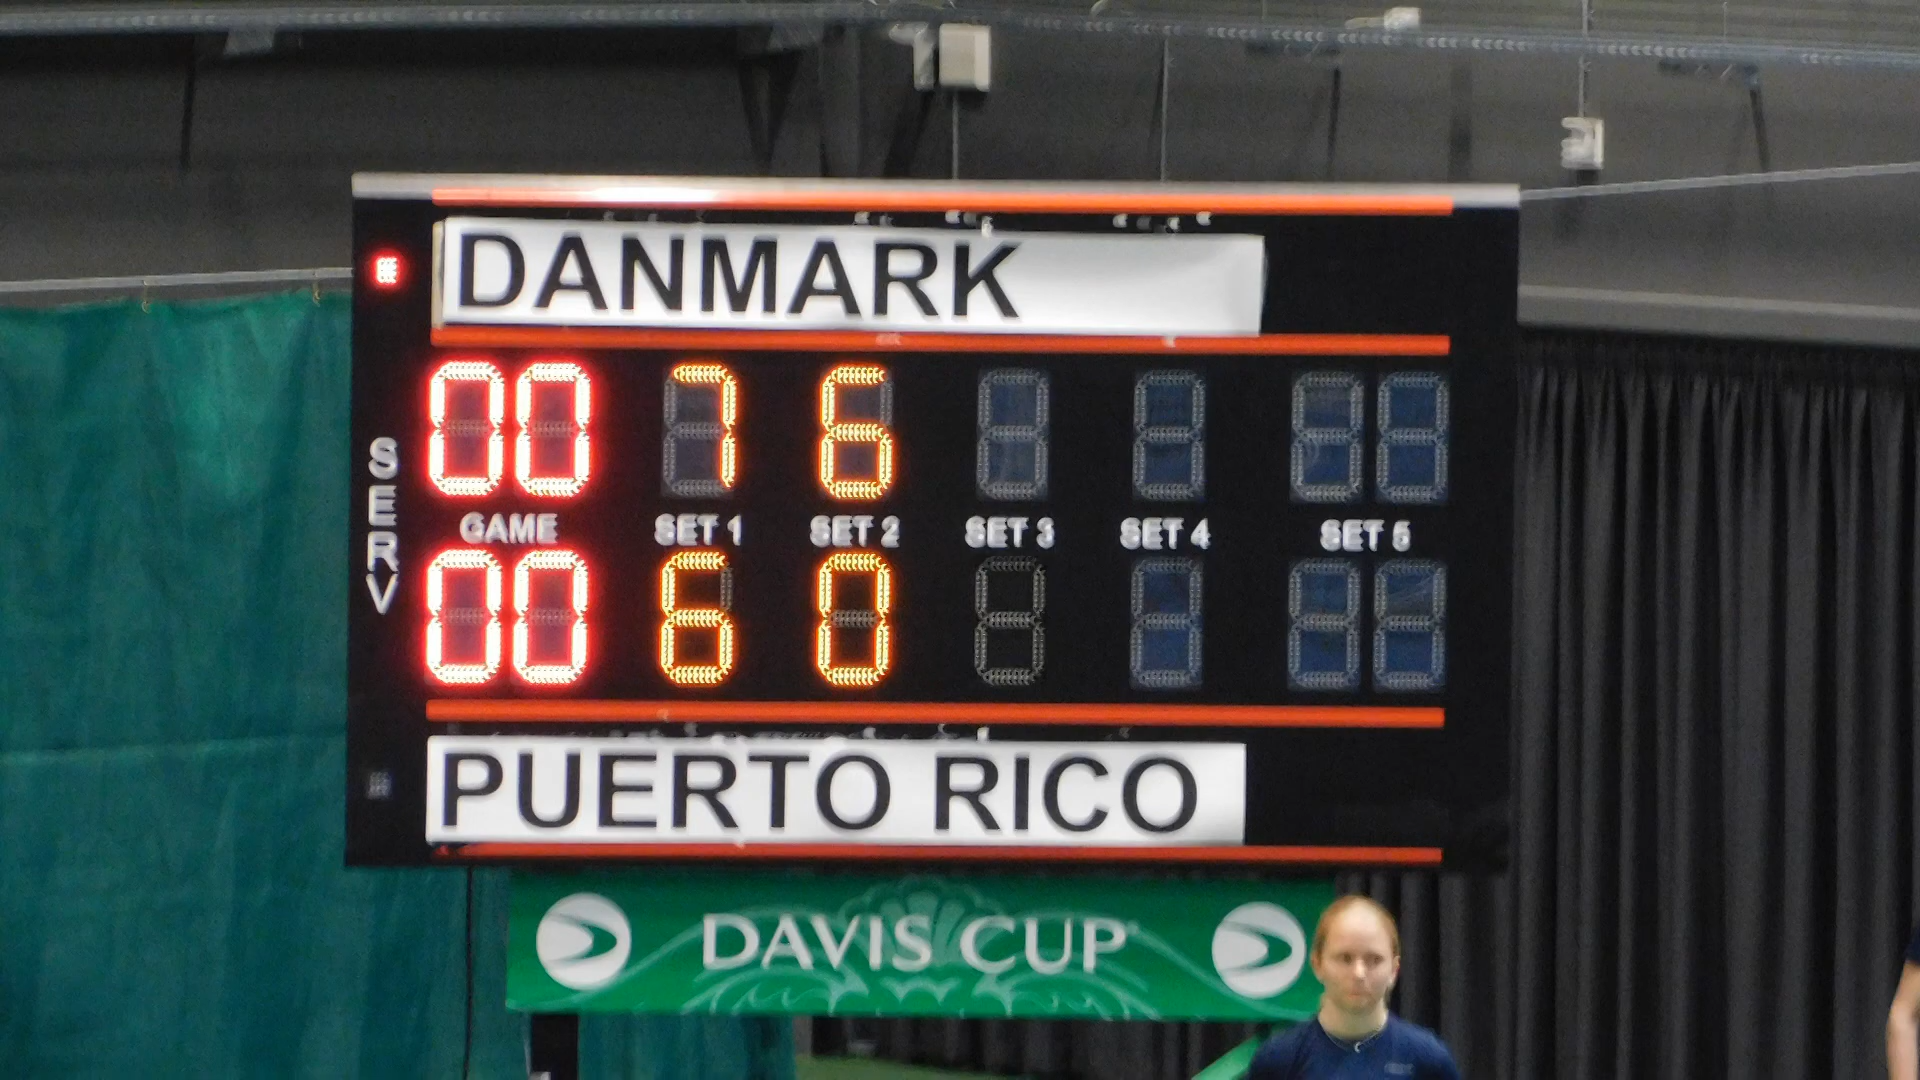 DANMARK
00 7 6
SERV
GAME SET 1 SET 2 SET 3 SET 4 SET 5
00 6 0
PUERTO RICO
DAVIS CUP